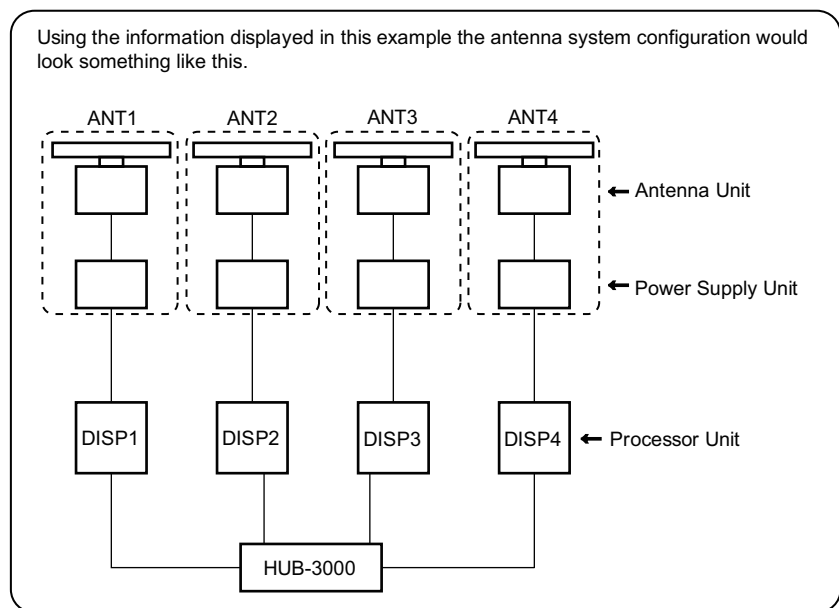 Using the information displayed in this example the antenna system configuration would
look something like this.
ANT1 ANT2 ANT3 ANT4
Antenna Unit
Power Supply Unit
DISP1 DISP2 DISP3 DISP4
Processor Unit
HUB-3000